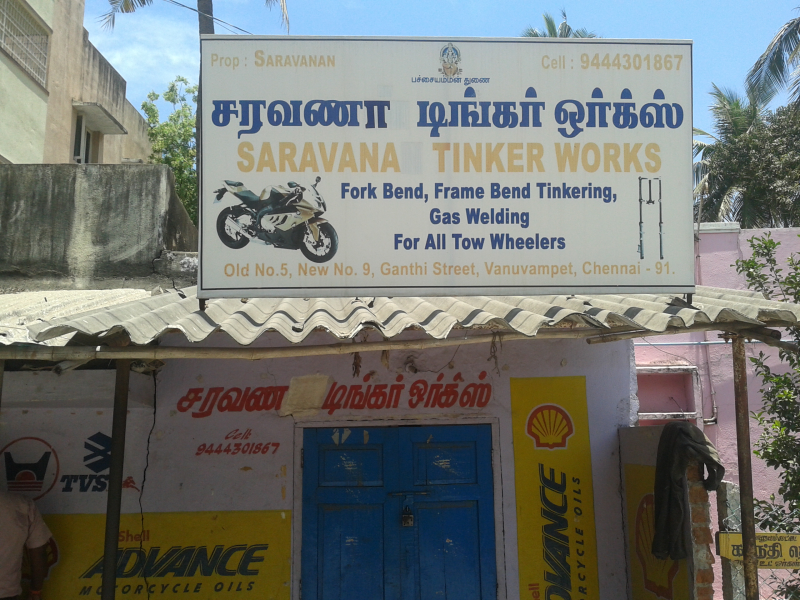 Prop : SARAVANAN
பச்சையம்மன் துணை
Cell : 9444301867
சரவணா டிங்கர் ஒர்க்ஸ்
SARAVANA TINKER WORKS
Fork Bend, Frame Bend Tinkering,
Gas Welding
For All Tow Wheelers
Old No.5, New No. 9, Ganthi Street, Vanuvampet, Chennai - 91.
சரவண டிங்கர் ஒர்க்ஸ்
Cell:
9444301867
TVS
Shell
ADVANCE
MOTORCYCLE OILS
Shell
ADVANCE
MOTORCYCLE OILS